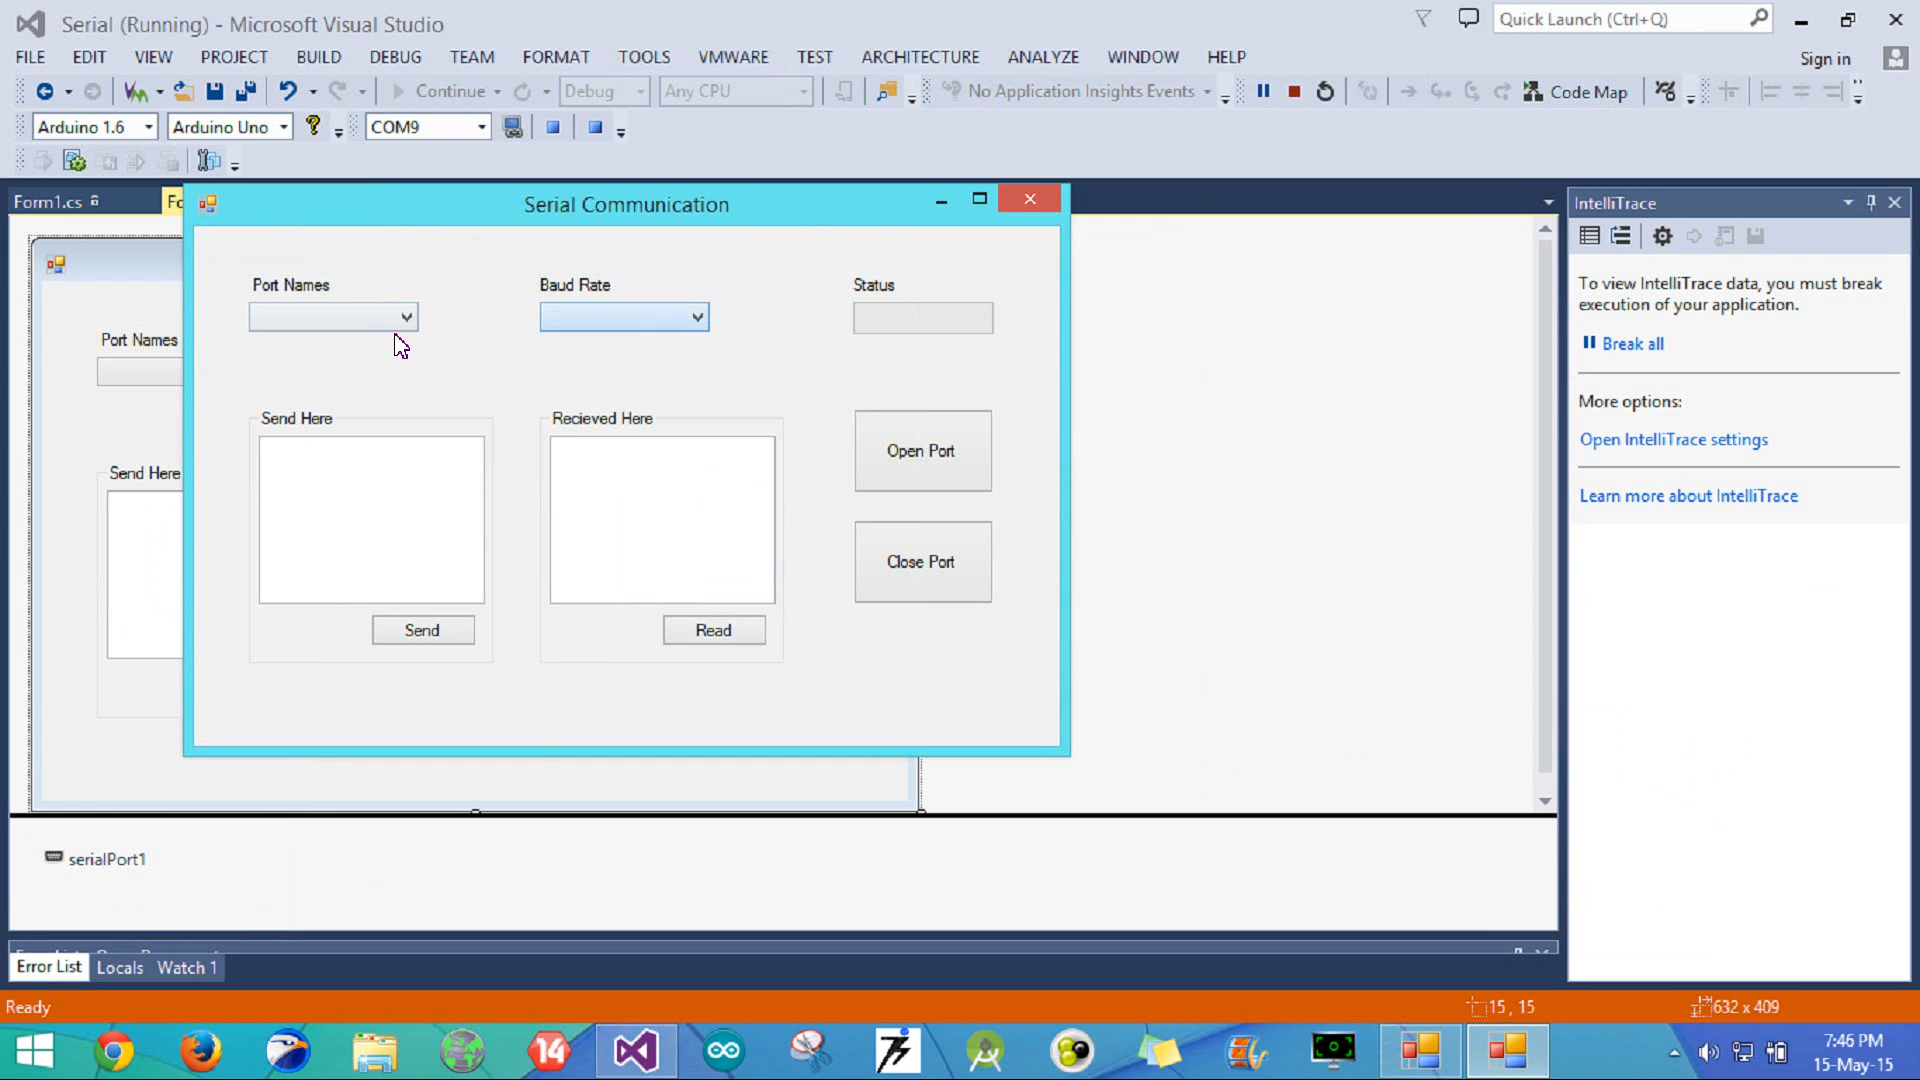 Serial (Running) - Microsoft Visual Studio
Quick Launch (Ctrl+Q)
FILE EDIT VIEW PROJECT BUILD DEBUG TEAM FORMAT TOOLS VMWARE TEST ARCHITECTURE ANALYZE WINDOW HELP
Sign in
Continue Debug Any CPU No Application Insights Events Code Map
Arduino 1.6 Arduino Uno COM9
Form1.cs Fo
Serial Communication
IntelliTrace
Port Names Baud Rate Status
To view IntelliTrace data, you must break
execution of your application.
Port Names
Break all
More options:
Send Here Recieved Here
Open IntelliTrace settings
Open Port
Send Here
Learn more about IntelliTrace
Close Port
Send Read
serialPort1
Error List Locals Watch 1
Ready 15 , 15 632 x 409
14
7:46 PM
15-May-15